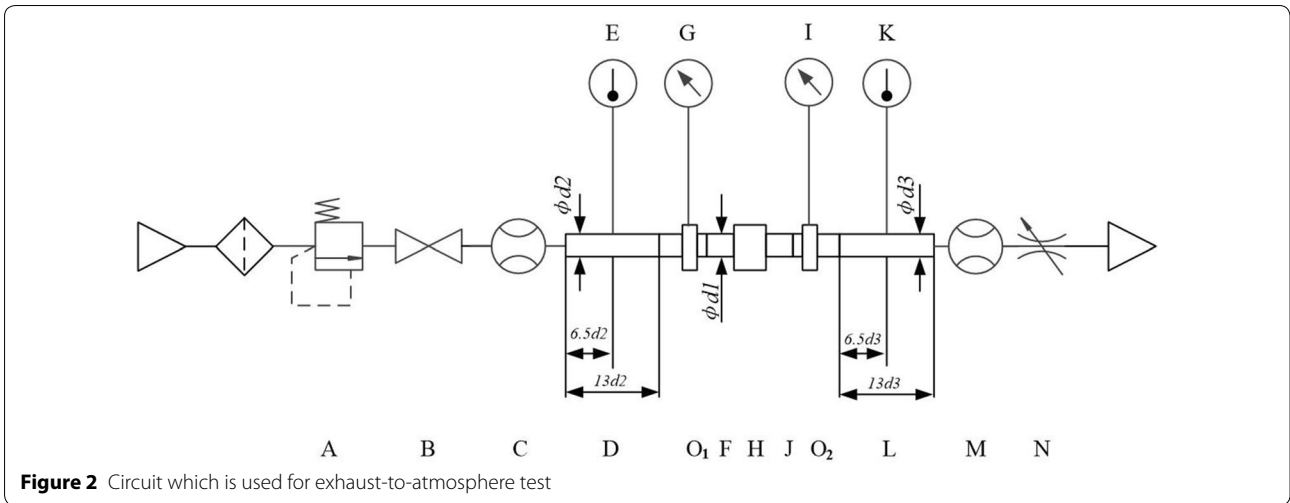 E G I K
ϕd2 ϕd3
ϕd1
6.5d2 6.5d3
13d2 13d3
A B C D O₁ F H J O₂ L M N
Figure 2 Circuit which is used for exhaust-to-atmosphere test